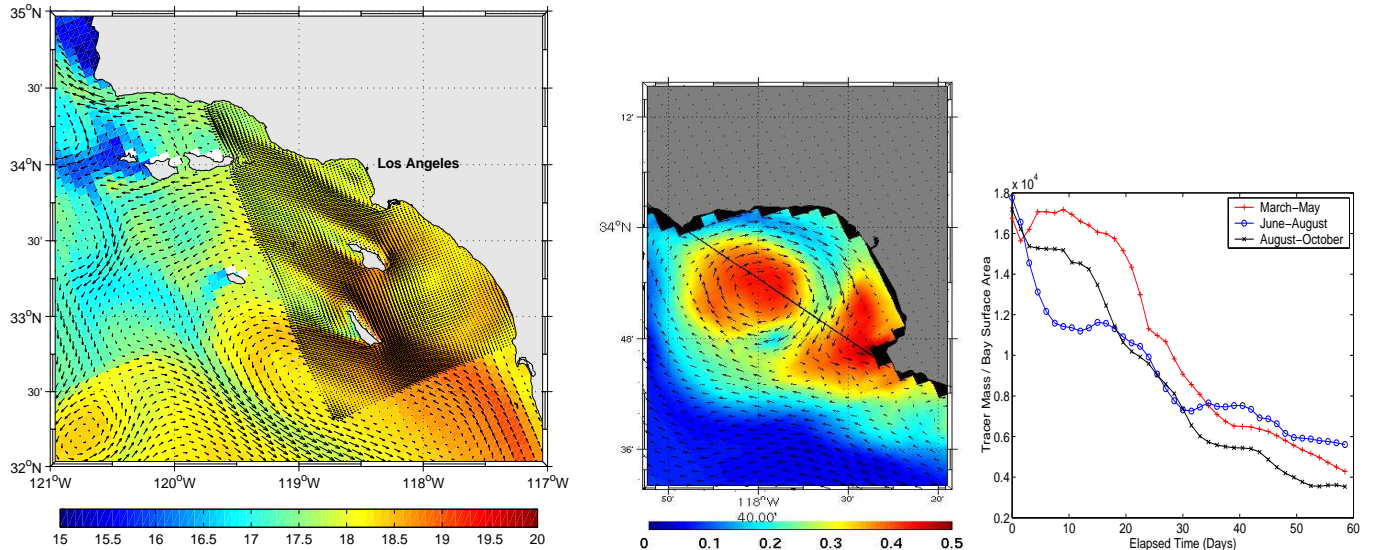 35°N
30'
34°N
30'
33°N
30'
32°N
121°W 120°W 119°W 118°W 117°W
Los Angeles
15 15.5 16 16.5 17 17.5 18 18.5 19 19.5 20
12'
34°N
48'
36'
50' 118°W 30' 20'
40.00'
0 0.1 0.2 0.3 0.4 0.5
x 10⁴
1.8
1.6
1.4
1.2
1.0
0.8
0.6
0.4
0.2
0 10 20 30 40 50 60
Trace Mass / Bay Surface Area
Elapsed Time (Days)
March−May
June−August
August−October